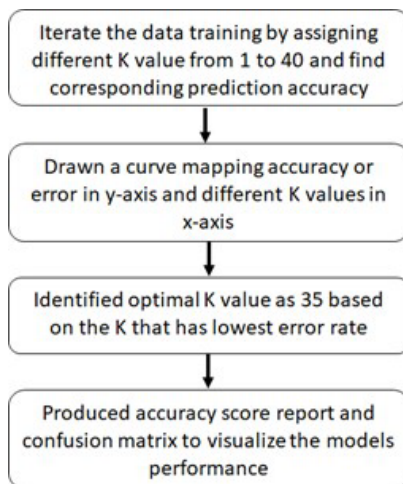 Iterate the data training by assigning
different K value from 1 to 40 and find
corresponding prediction accuracy
Drawn a curve mapping accuracy or
error in y-axis and different K values in
x-axis
Identified optimal K value as 35 based
on the K that has lowest error rate
Produced accuracy score report and
confusion matrix to visualize the models
performance